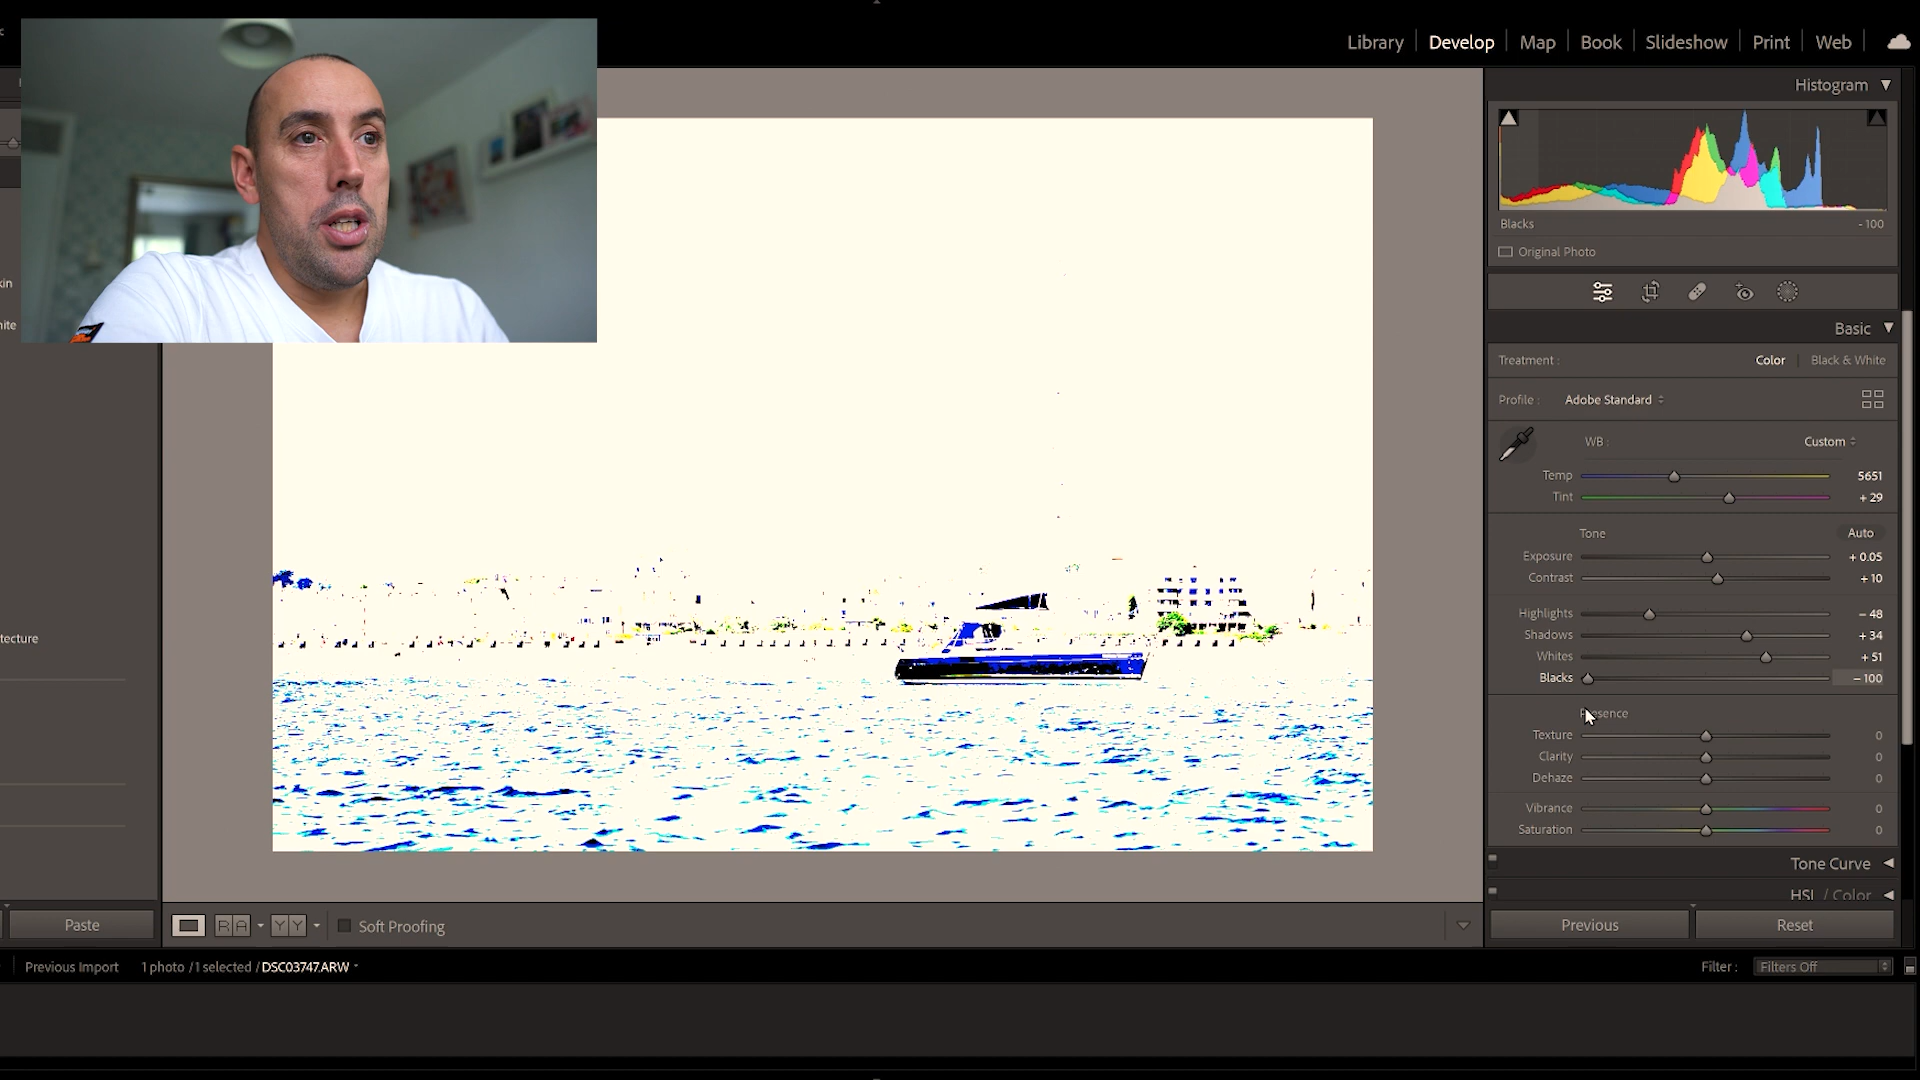 Library Develop Map Book Slideshow Print Web
Histogram
Blacks -100
Original Photo
Basic
Treatment : Color Black & White
Profile : Adobe Standard
WB : Custom
Temp 5651
Tint + 29
Tone Auto
Exposure + 0.05
Contrast + 10
Highlights - 48
Shadows + 34
Whites + 51
Blacks - 100
Texture 0
Clarity 0
Dehaze 0
Vibrance 0
Saturation 0
Tone Curve
HSL / Color
kin
tecture
Paste
R A
Y Y
Soft Proofing
Previous Reset
Previous Import 1 photo / 1 selected / DSC03747.ARW
Filter : Filters Off